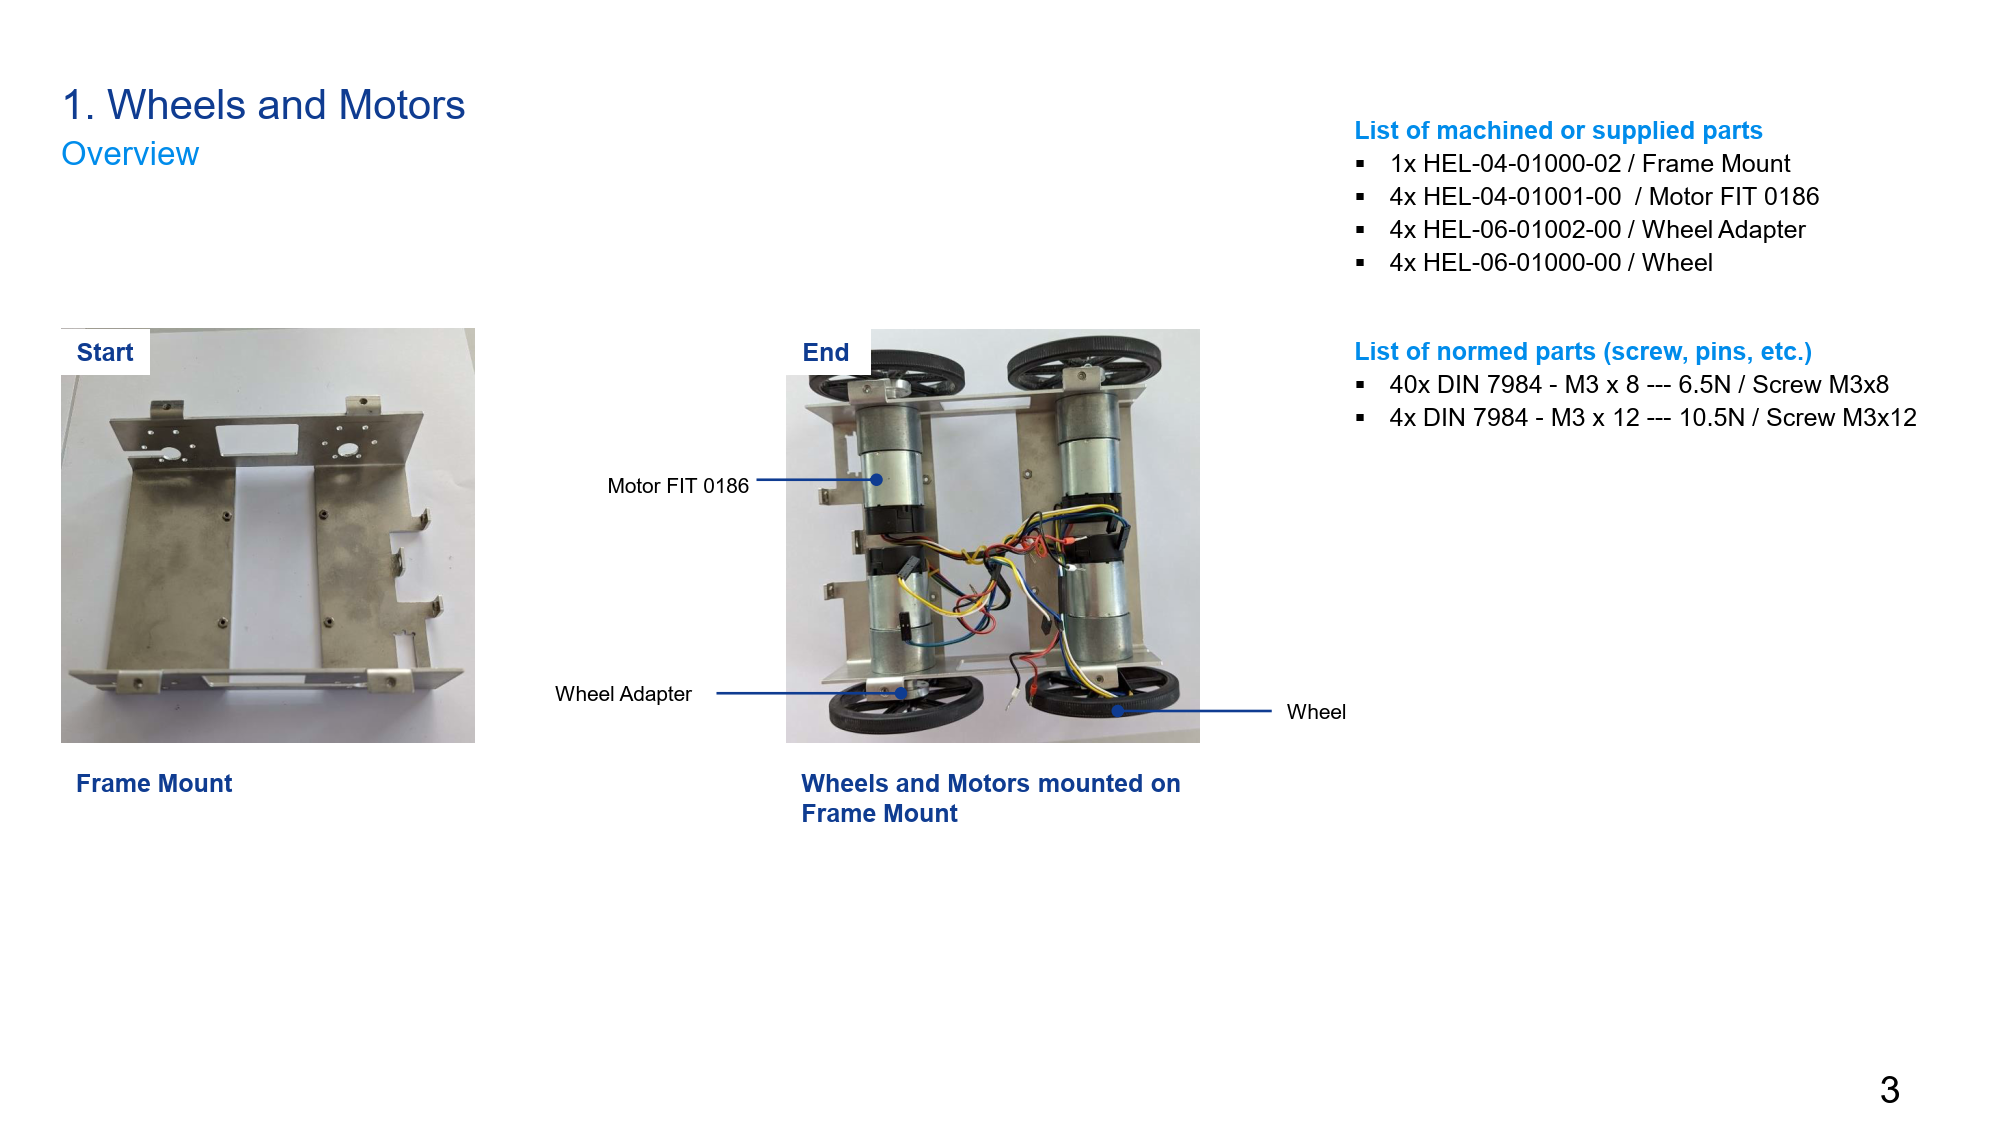 1. Wheels and Motors
Overview
List of machined or supplied parts
▪ 1x HEL-04-01000-02 / Frame Mount
▪ 4x HEL-04-01001-00 / Motor FIT 0186
▪ 4x HEL-06-01002-00 / Wheel Adapter
▪ 4x HEL-06-01000-00 / Wheel
List of normed parts (screw, pins, etc.)
▪ 40x DIN 7984 - M3 x 8 --- 6.5N / Screw M3x8
▪ 4x DIN 7984 - M3 x 12 --- 10.5N / Screw M3x12
Start
End
Motor FIT 0186
Wheel Adapter
Wheel
Frame Mount
Wheels and Motors mounted on
Frame Mount
3